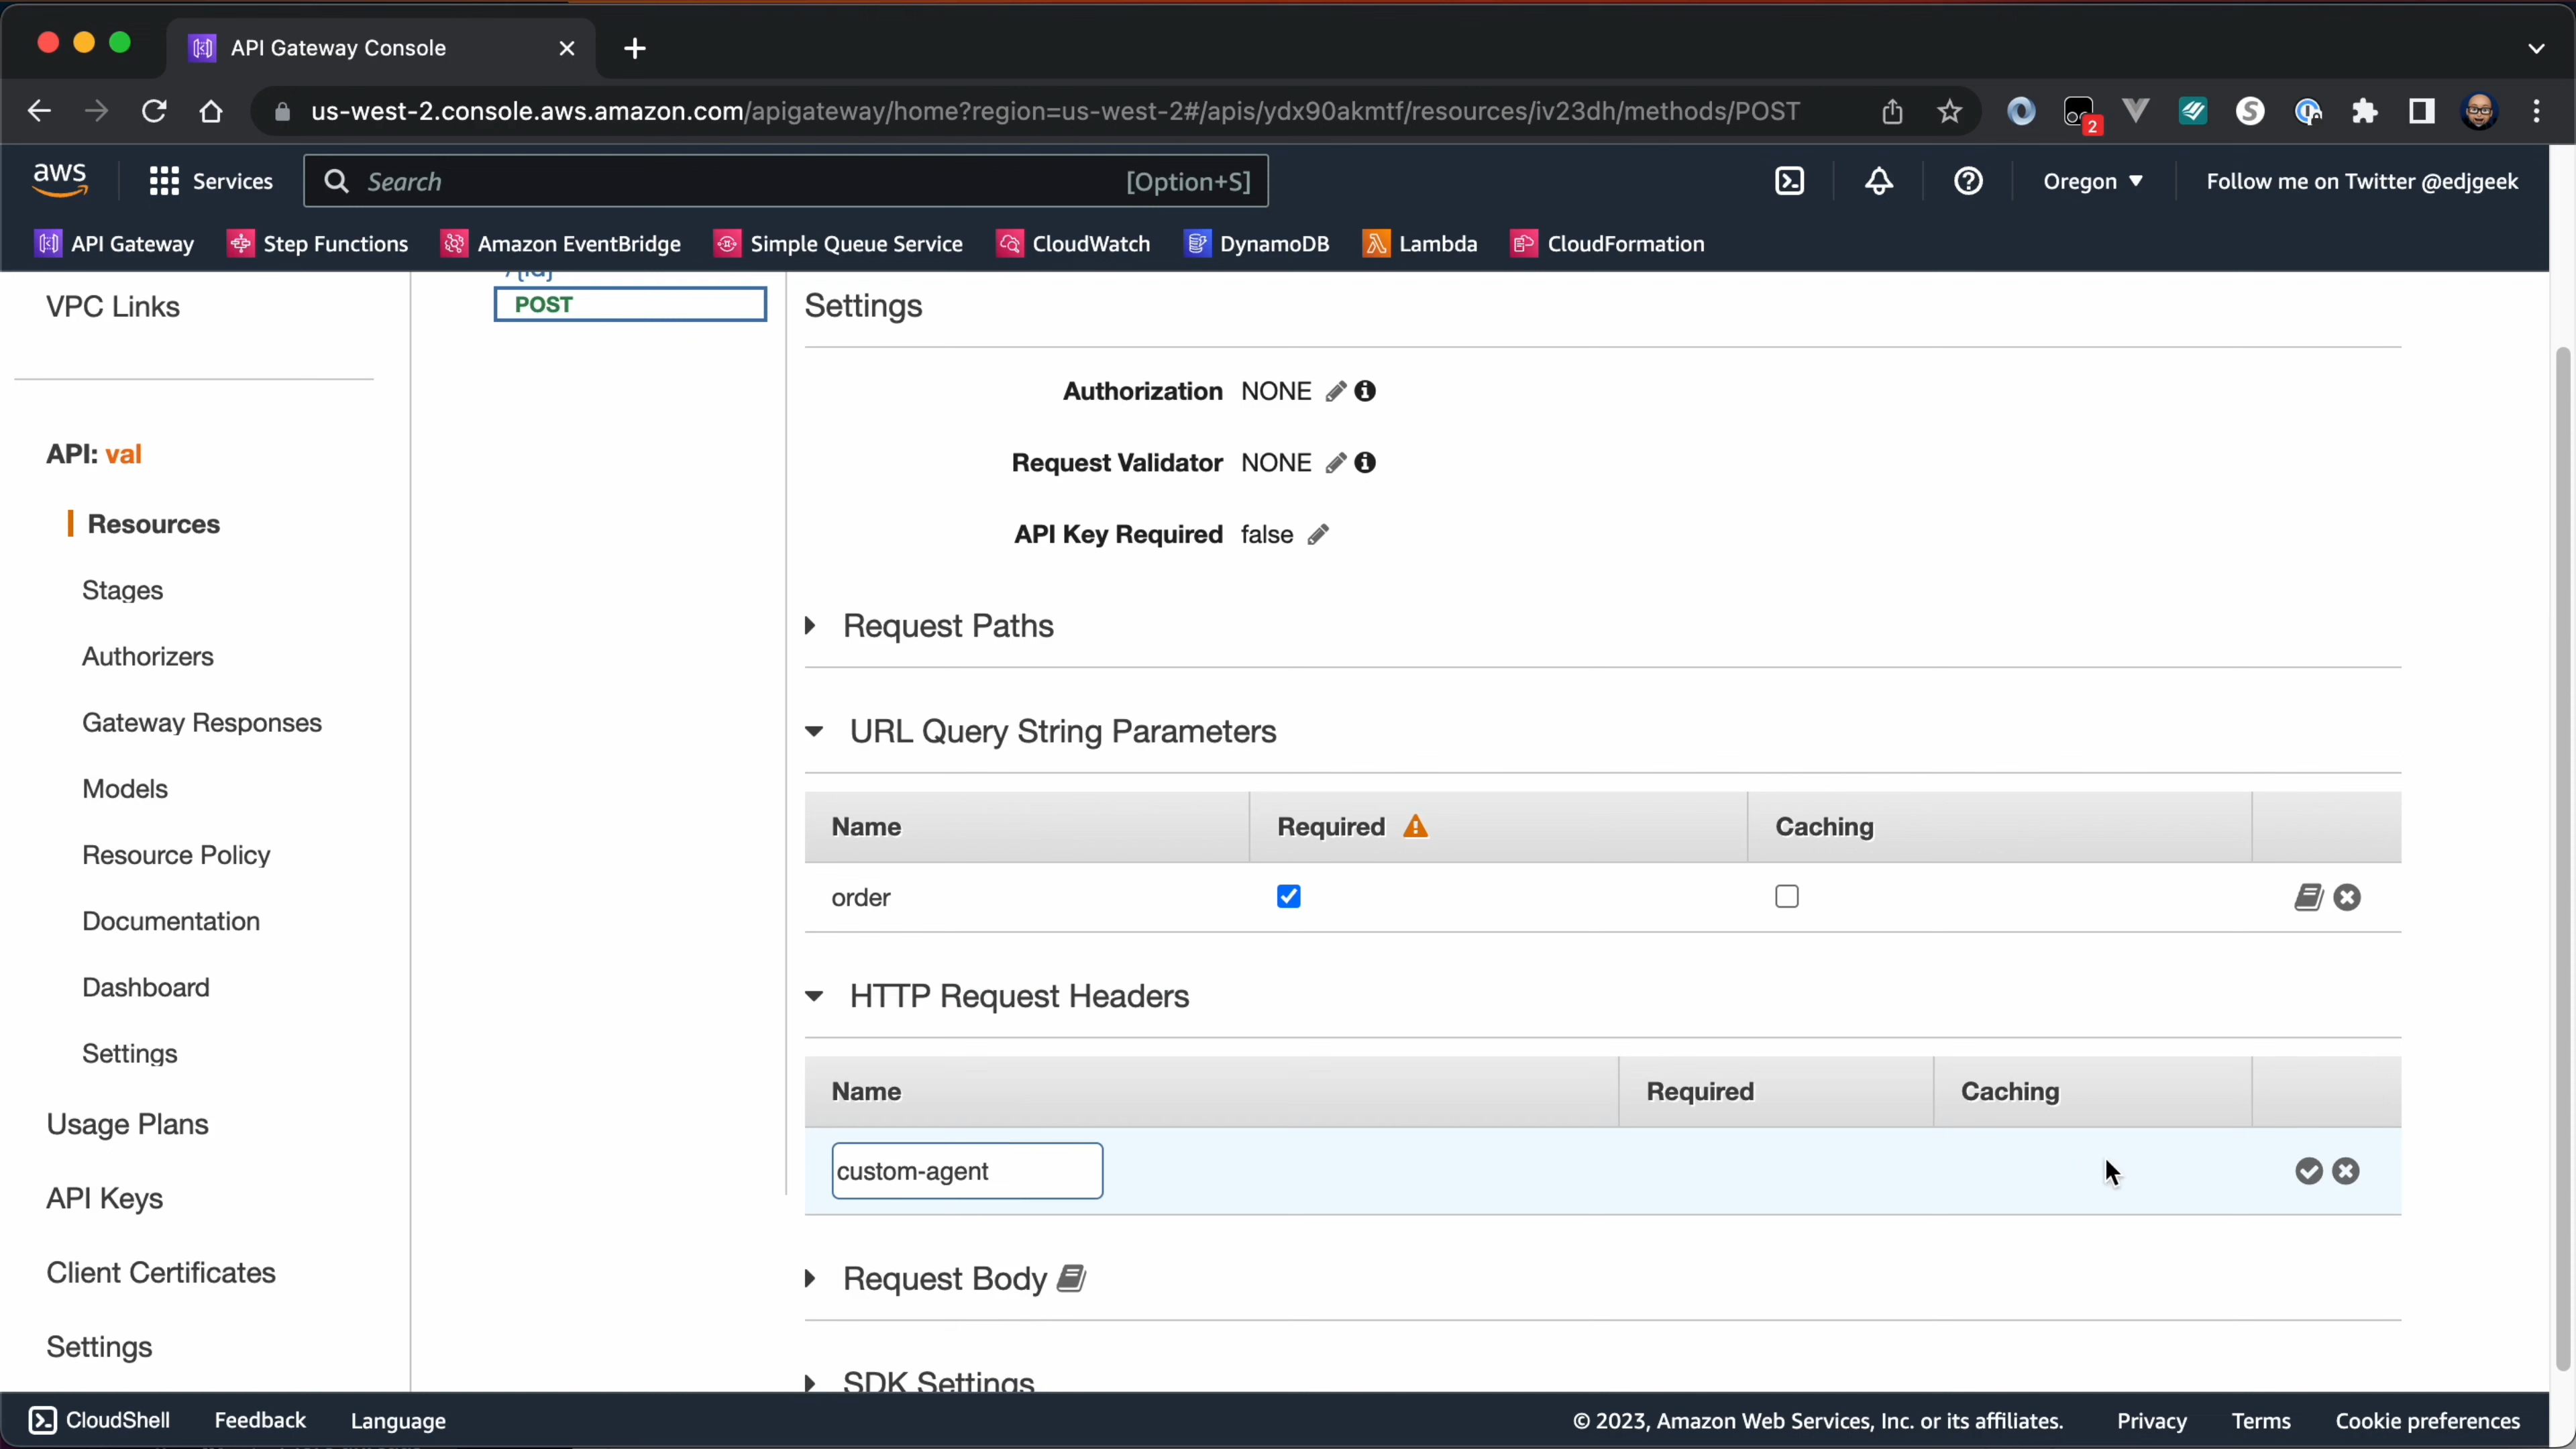 API Gateway Console
us-west-2.console.aws.amazon.com/apigateway/home?region=us-west-2#/apis/ydx90akmtf/resources/iv23dh/methods/POST
2
aws
Services
Search
[Option+S]
Oregon
Follow me on Twitter @edjgeek
API Gateway
Step Functions
Amazon EventBridge
Simple Queue Service
CloudWatch
DynamoDB
Lambda
CloudFormation
VPC Links
API: val
Resources
Stages
Authorizers
Gateway Responses
Models
Resource Policy
Documentation
Dashboard
Settings
Usage Plans
API Keys
Client Certificates
Settings
/{id}
POST
Settings
Authorization NONE
Request Validator NONE
API Key Required false
Request Paths
URL Query String Parameters
Name Required Caching
order
HTTP Request Headers
Name Required Caching
custom-agent
Request Body
SDK Settings
CloudShell
Feedback
Language
© 2023, Amazon Web Services, Inc. or its affiliates.
Privacy
Terms
Cookie preferences